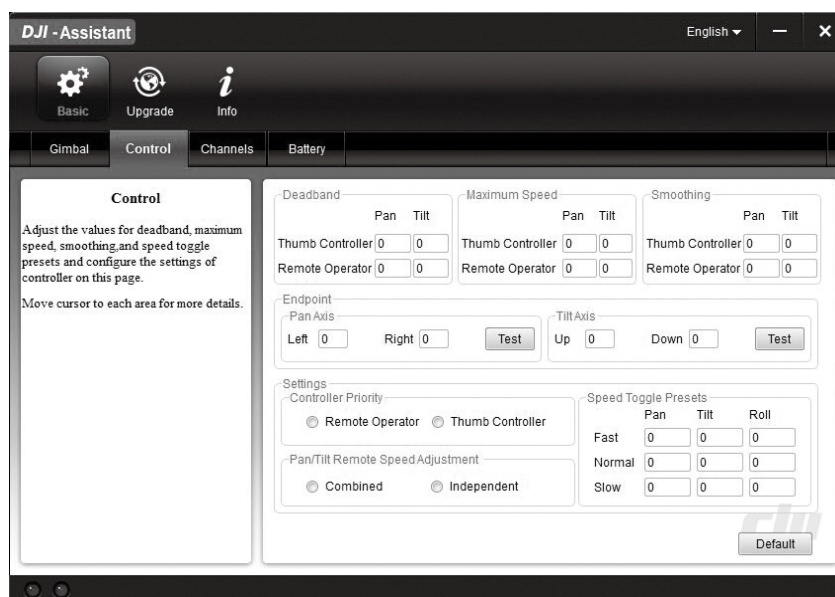 DJI - Assistant
English
Basic
Upgrade
Info
Gimbal
Control
Channels
Battery
Control
Adjust the values for deadband, maximum
speed, smoothing,and speed toggle
presets and configure the settings of
controller on this page.
Move cursor to each area for more details.
Deadband
Pan Tilt
Thumb Controller 0 0
Remote Operator 0 0
Maximum Speed
Pan Tilt
Thumb Controller 0 0
Remote Operator 0 0
Smoothing
Pan Tilt
Thumb Controller 0 0
Remote Operator 0 0
Endpoint
Pan Axis
Left 0 Right 0 Test
Tilt Axis
Up 0 Down 0 Test
Settings
Controller Priority
Remote Operator Thumb Controller
Pan/Tilt Remote Speed Adjustment
Combined Independent
Speed Toggle Presets
Pan Tilt Roll
Fast 0 0 0
Normal 0 0 0
Slow 0 0 0
Default